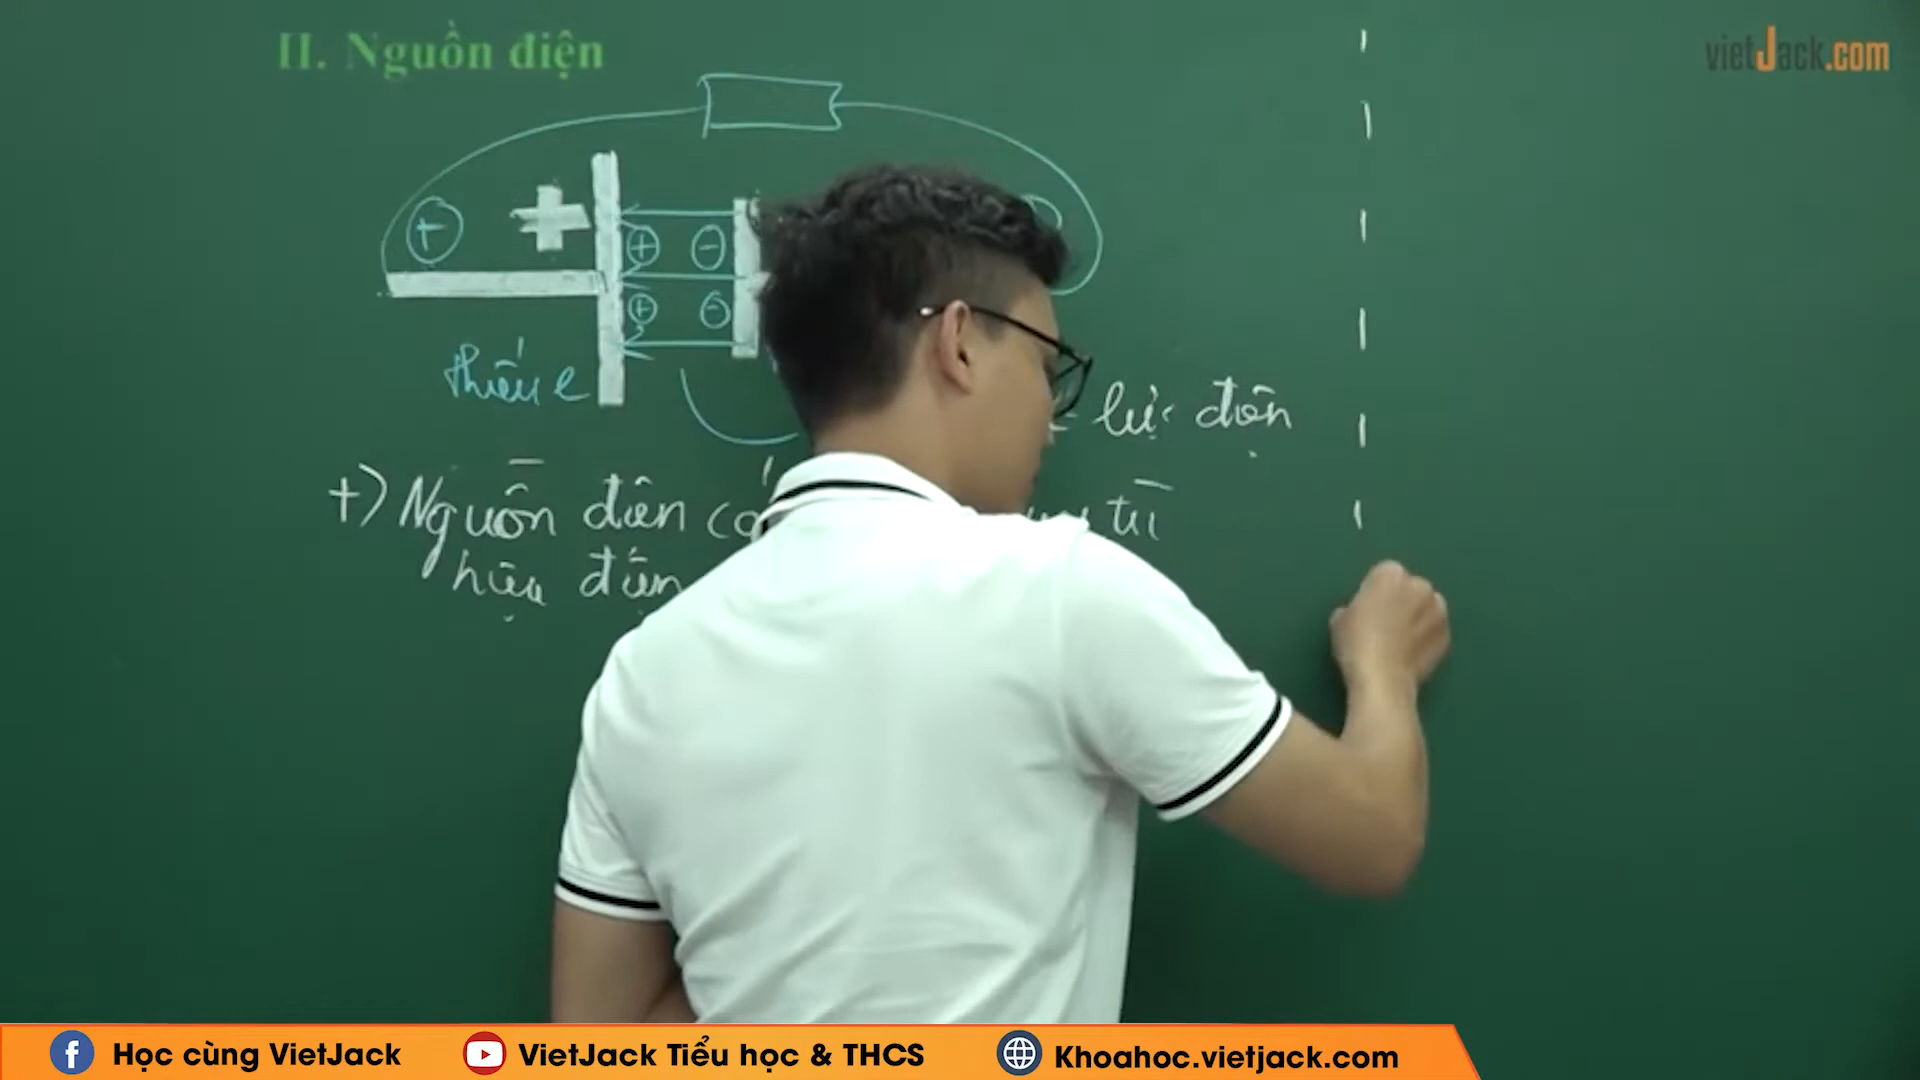 II. Nguồn điện
vietJack.com
+
+ -
+ -
thiếu e
lực điện
+) Nguồn điện có
trì
hiệu điện
Học cùng VietJack
VietJack Tiểu học & THCS
Khoahoc.vietjack.com